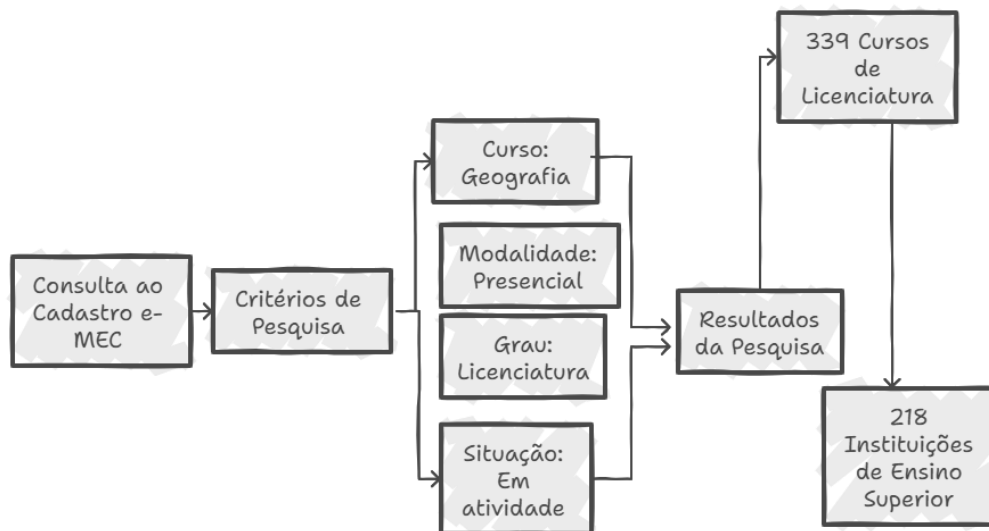 Consulta ao
Cadastro e-
MEC
Critérios de
Pesquisa
Curso:
Geografia
Modalidade:
Presencial
Grau:
Licenciatura
Situação:
Em
atividade
Resultados
da Pesquisa
339 Cursos
de
Licenciatura
218
Instituições
de Ensino
Superior